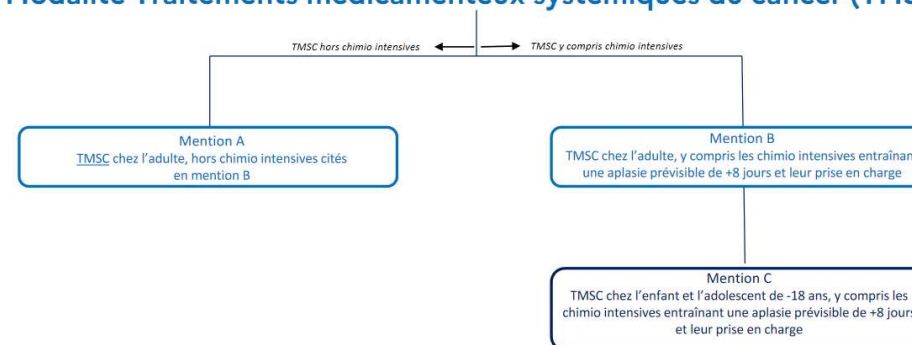 Modalité Traitements médicamenteux systémiques du cancer (TMS
TMSC hors chimio intensives
TMSC y compris chimio intensives
Mention A
TMSC chez l'adulte, hors chimio intensives cités
en mention B
Mention B
TMSC chez l'adulte, y compris les chimio intensives entraînan
une aplasie prévisible de +8 jours et leur prise en charge
Mention C
TMSC chez l'enfant et l'adolescent de -18 ans, y compris les
chimio intensives entraînant une aplasie prévisible de +8 jours
et leur prise en charge